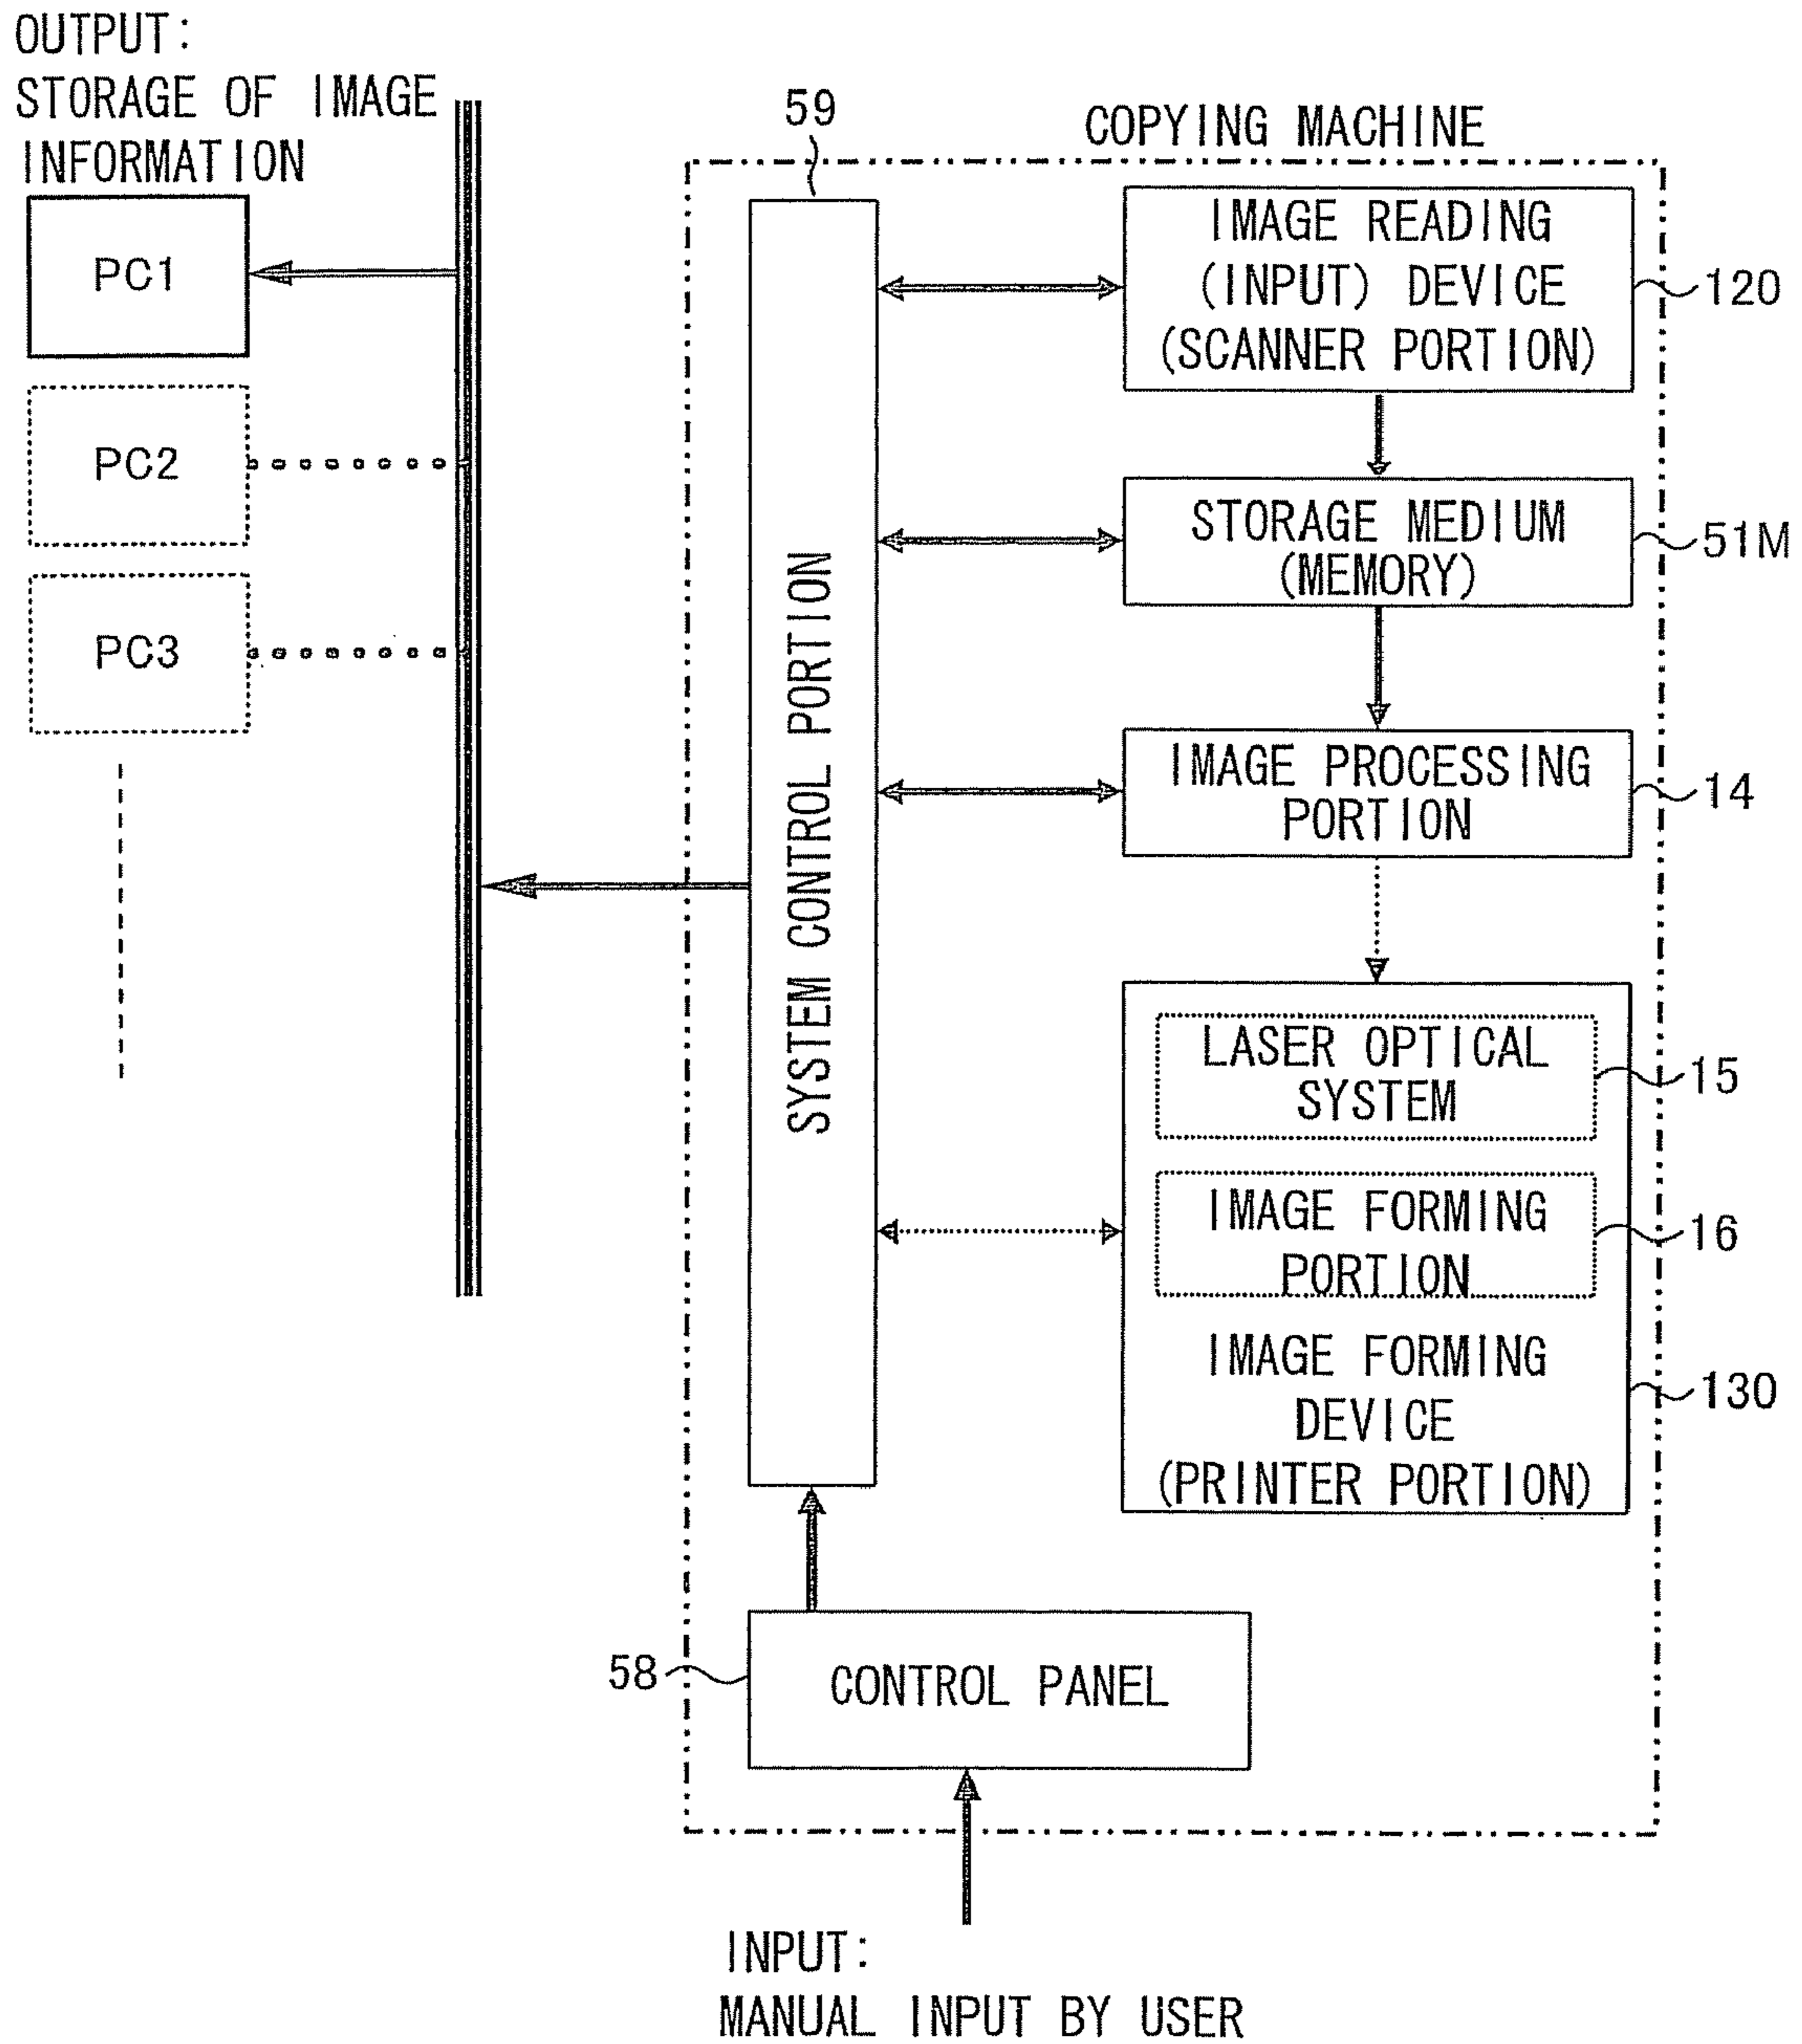 OUTPUT:
STORAGE OF IMAGE
INFORMATION
PC1
PC2
PC3
59
COPYING MACHINE
SYSTEM CONTROL PORTION
IMAGE READING
(INPUT) DEVICE
(SCANNER PORTION)
120
STORAGE MEDIUM
(MEMORY)
51M
IMAGE PROCESSING
PORTION
14
LASER OPTICAL
SYSTEM
15
IMAGE FORMING
PORTION
16
IMAGE FORMING
DEVICE
(PRINTER PORTION)
130
58
CONTROL PANEL
INPUT:
MANUAL INPUT BY USER